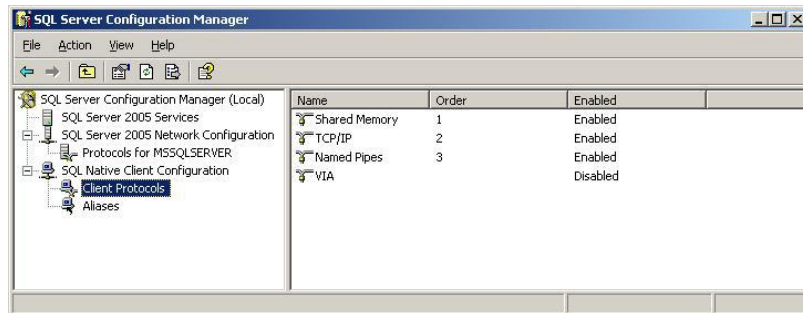 SQL Server Configuration Manager
File Action View Help
SQL Server Configuration Manager (Local)
SQL Server 2005 Services
SQL Server 2005 Network Configuration
Protocols for MSSQLSERVER
SQL Native Client Configuration
Client Protocols
Aliases
Name Order Enabled
Shared Memory 1 Enabled
TCP/IP 2 Enabled
Named Pipes 3 Enabled
VIA Disabled